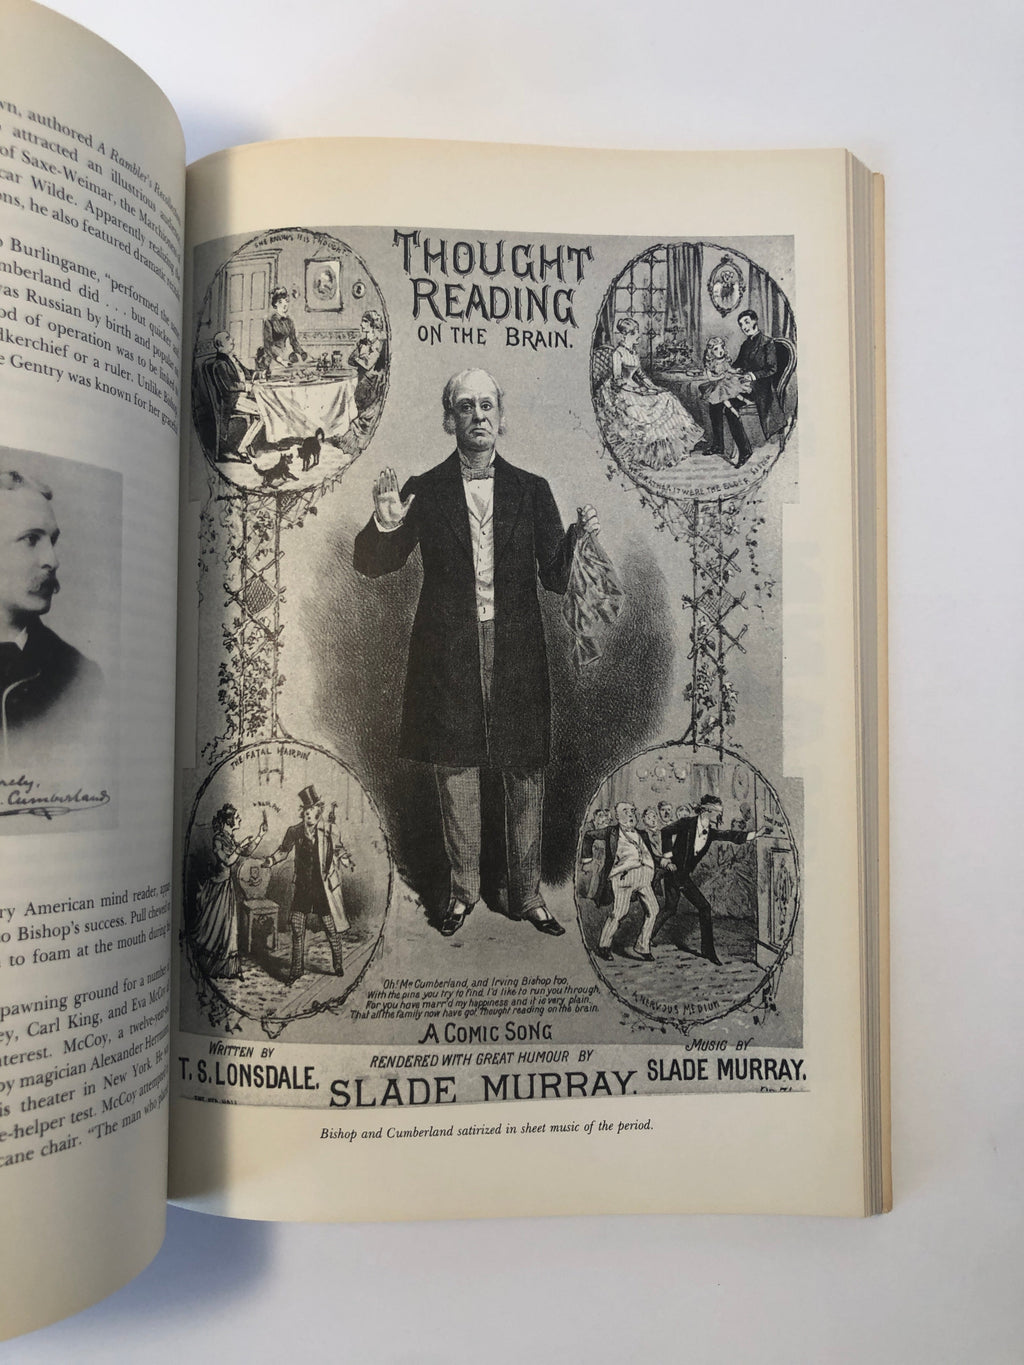 wn, authored A Rambler's
attracted an illustrious
of Saxe-Weimar, the Marchioness
car Wilde. Apparently
ons, he also featured dramatic
o Burlingame, "performed the
mberland did . . . but quicker
was Russian by birth and
od of operation was to be linked
dkerchief or a ruler. Unlike Bishop,
e Gentry was known for her
rely,
. Cumberland
ry American mind reader,
o Bishop's success. Pull chewed
to foam at the mouth during
spawning ground for a number
ey, Carl King, and Eva McCoy
nterest. McCoy, a
by magician Alexander Herrmann
is theater in New York. He
e-helper test. McCoy attempted
cane chair. "The man who
THOUGHT
READING
ON THE BRAIN.
SHE KNOWS HIS THOUGHT
THE FATAL HAIRPIN
A NERVOUS MEDIUM
Oh! Mr. Cumberland, and Irving Bishop too,
With the pins you try to find, I'd like to run you through,
For you have marr'd my happiness and it is very plain,
That all the family now have got Thought reading on the brain.
A COMIC SONG
WRITTEN BY
T. S. LONSDALE.
RENDERED WITH GREAT HUMOUR BY
SLADE MURRAY.
MUSIC BY
SLADE MURRAY.
Bishop and Cumberland satirized in sheet music of the period.